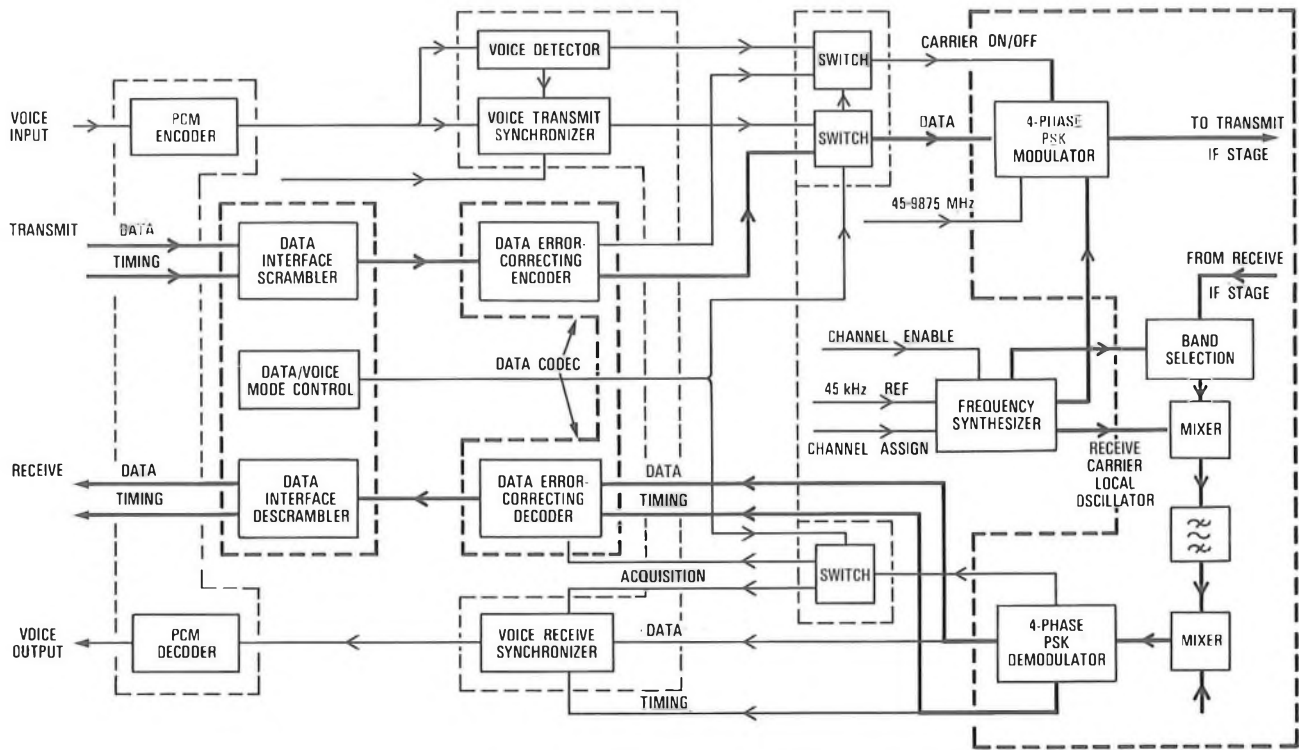 VOICE DETECTOR
CARRIER ON/OFF
SWITCH
VOICE
INPUT
PCM
ENCODER
VOICE TRANSMIT
SYNCHRONIZER
SWITCH
DATA
4-PHASE
PSK
MODULATOR
TO TRANSMIT
IF STAGE
45-9875 MHz
TRANSMIT
DATA
TIMING
DATA
INTERFACE
SCRAMBLER
DATA ERROR-
CORRECTING
ENCODER
FROM RECEIVE
IF STAGE
BAND
SELECTION
DATA/VOICE
MODE CONTROL
DATA CODEC
CHANNEL ENABLE
45 kHz REF
CHANNEL ASSIGN
FREQUENCY
SYNTHESIZER
MIXER
RECEIVE
CARRIER
LOCAL
OSCILLATOR
RECEIVE
DATA
TIMING
DATA
INTERFACE
DESCRAMBLER
DATA ERROR-
CORRECTING
DECODER
DATA
TIMING
ACQUISITION
SWITCH
VOICE
OUTPUT
PCM
DECODER
VOICE RECEIVE
SYNCHRONIZER
DATA
TIMING
4-PHASE
PSK
DEMODULATOR
MIXER